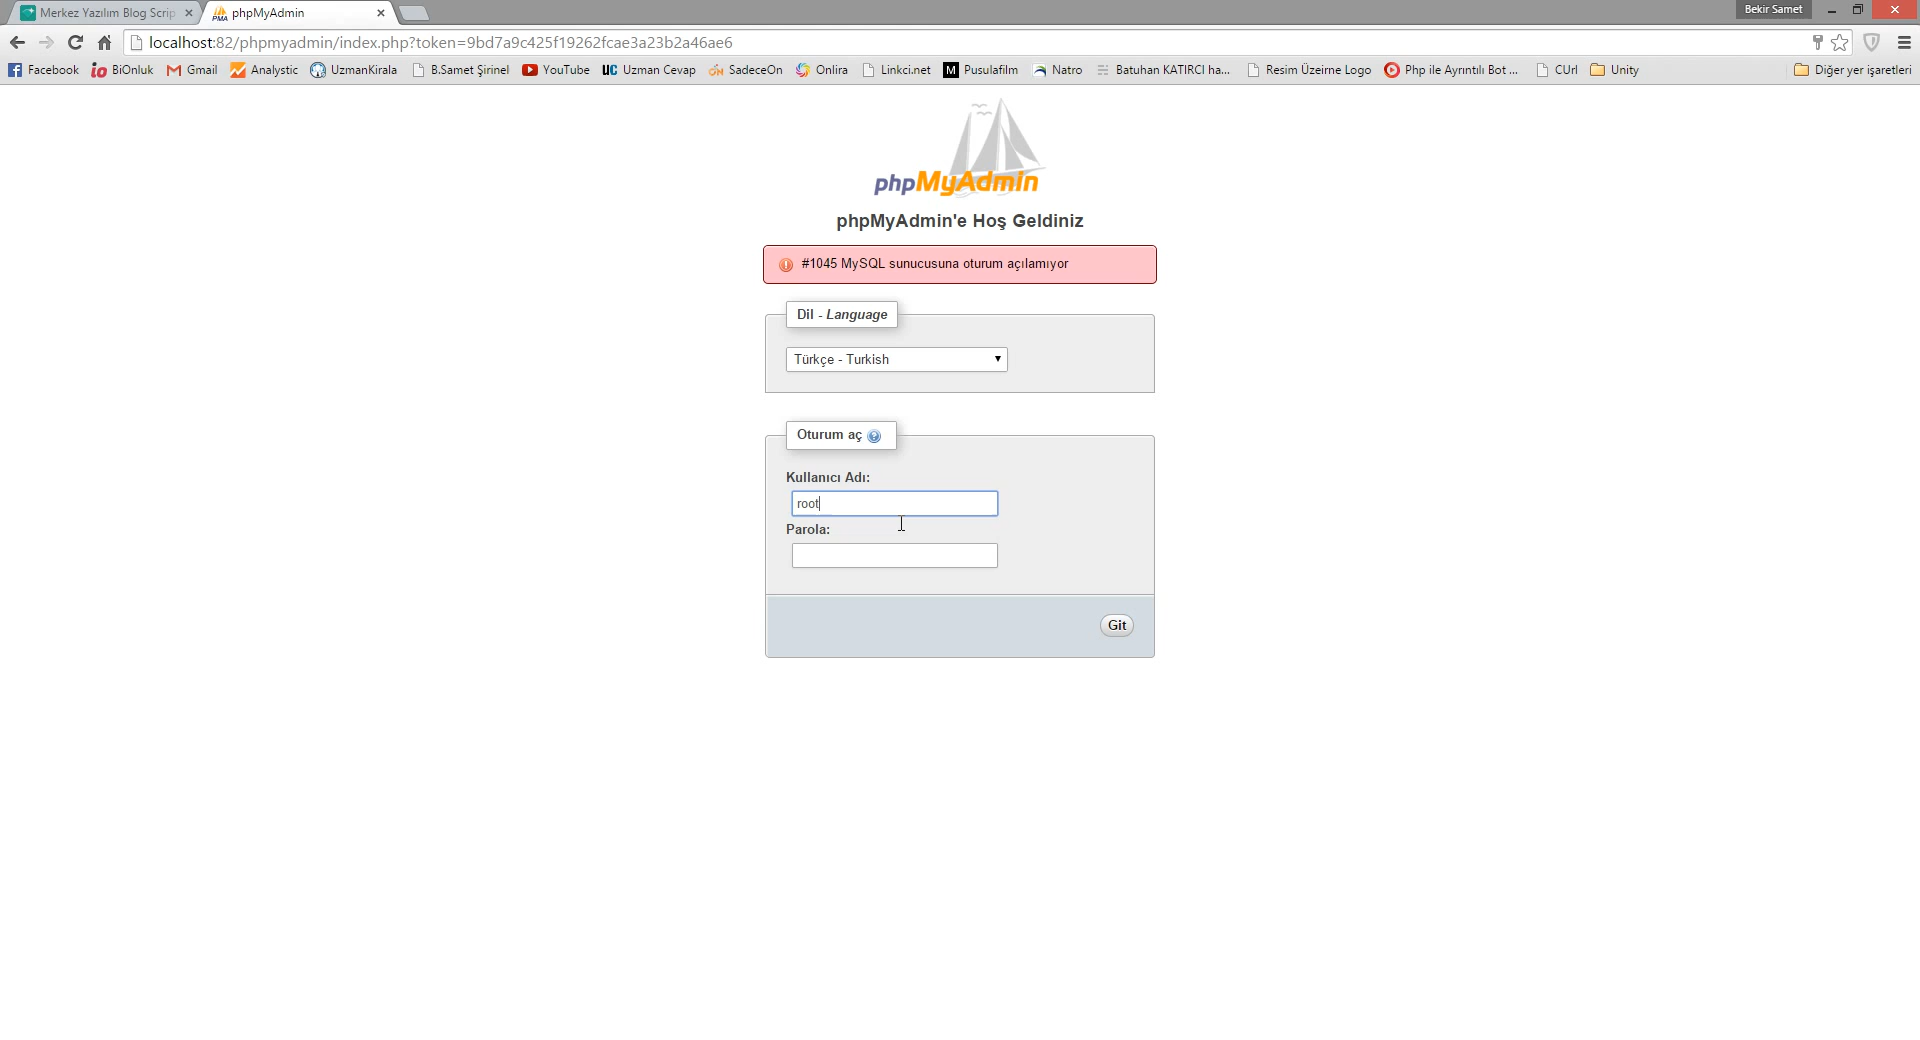 Merkez Yazılım Blog Scrip
phpMyAdmin
Bekir Samet
localhost:82/phpmyadmin/index.php?token=9bd7a9c425f19262fcae3a23b2a46ae6
Facebook BiOnluk Gmail Analystic UzmanKirala B.Samet Şirinel YouTube UC Uzman Cevap SadeceOn Onlira Linkci.net M Pusulafilm Natro Batuhan KATIRCI ha... Resim Üzeirne Logo Php ile Ayrıntılı Bot ... CUrl Unity Diğer yer işaretleri
phpMyAdmin
phpMyAdmin'e Hoş Geldiniz
#1045 MySQL sunucusuna oturum açılamıyor
Dil - Language
Türkçe - Turkish
Oturum aç
Kullanıcı Adı:
root
Parola:
Git